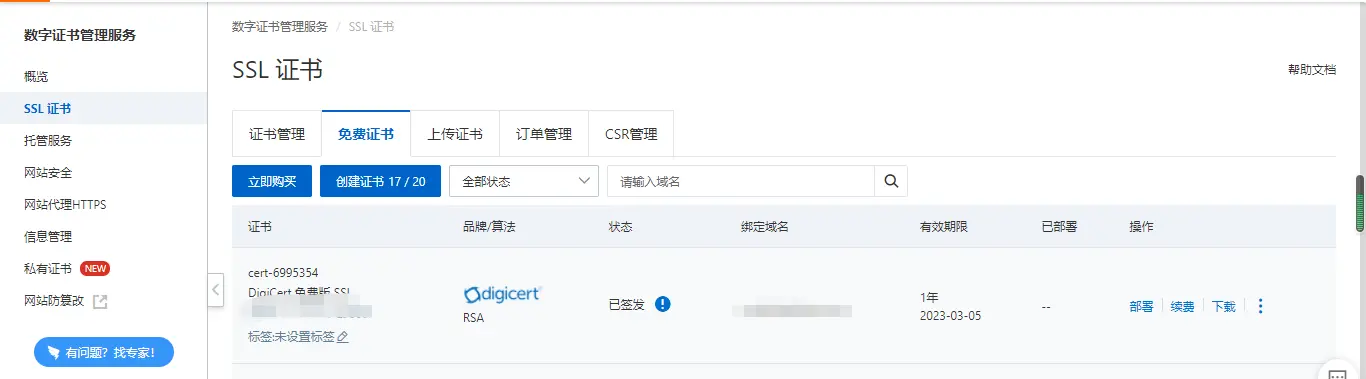 数字证书管理服务
概览
SSL 证书
托管服务
网站安全
网站代理HTTPS
信息管理
私有证书 NEW
网站防篡改
有问题？找专家！
数字证书管理服务 / SSL 证书
SSL 证书
帮助文档
证书管理 免费证书 上传证书 订单管理 CSR管理
立即购买 创建证书 17 / 20 全部状态 请输入域名
证书 品牌/算法 状态 绑定域名 有效期限 已部署 操作
cert-6995354
DigiCert 免费版 SSL
标签:未设置标签
digicert
RSA
已签发
1年
2023-03-05
--
部署 续费 下载